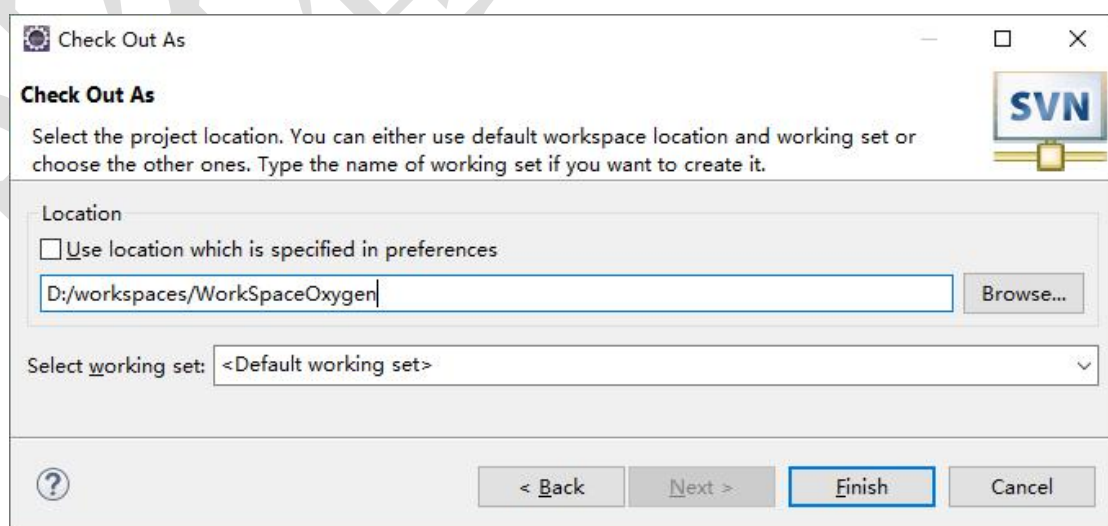 Check Out As
Check Out As
SVN
Select the project location. You can either use default workspace location and working set or
choose the other ones. Type the name of working set if you want to create it.
Location
Use location which is specified in preferences
D:/workspaces/WorkSpaceOxygen
Browse...
Select working set: <Default working set>
?
< Back
Next >
Finish
Cancel